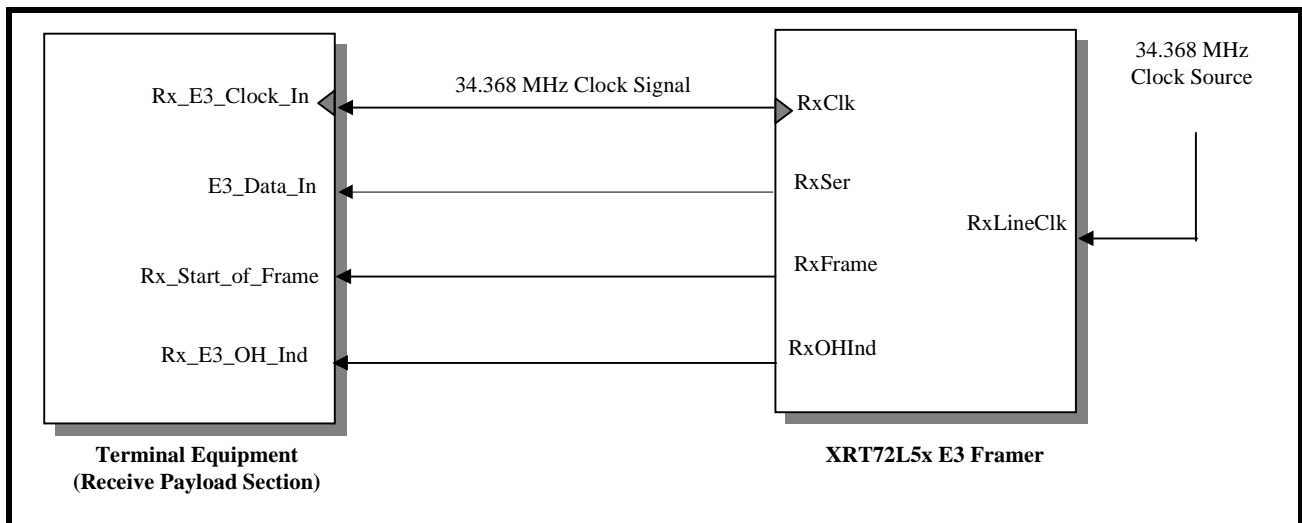 34.368 MHz
Clock Source
Rx_E3_Clock_In
34.368 MHz Clock Signal
RxClk
E3_Data_In
RxSer
RxLineClk
Rx_Start_of_Frame
RxFrame
Rx_E3_OH_Ind
RxOHInd
Terminal Equipment
(Receive Payload Section)
XRT72L5x E3 Framer